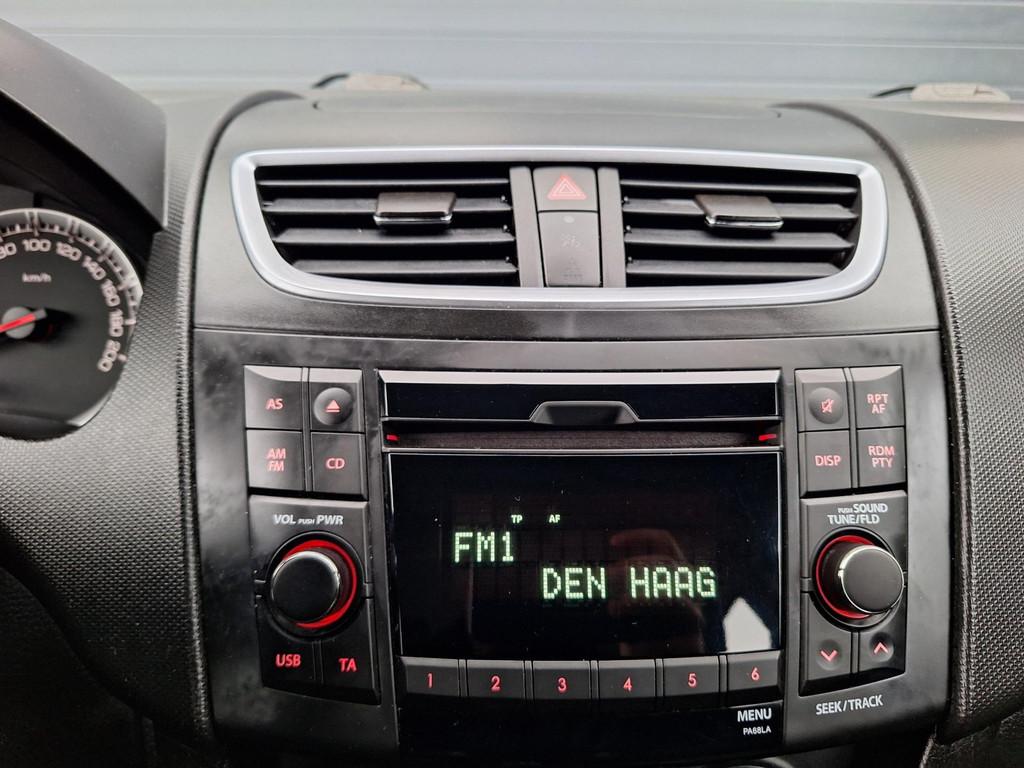 80 100 120 140 160 180 200
km/h
AS
AM
FM
CD
RPT
AF
DISP
RDM
PTY
VOL PUSH PWR
PUSH SOUND
TUNE/FLD
TP AF
FM1
DEN HAAG
USB
TA
1 2 3 4 5 6
MENU
PA68LA
SEEK/TRACK